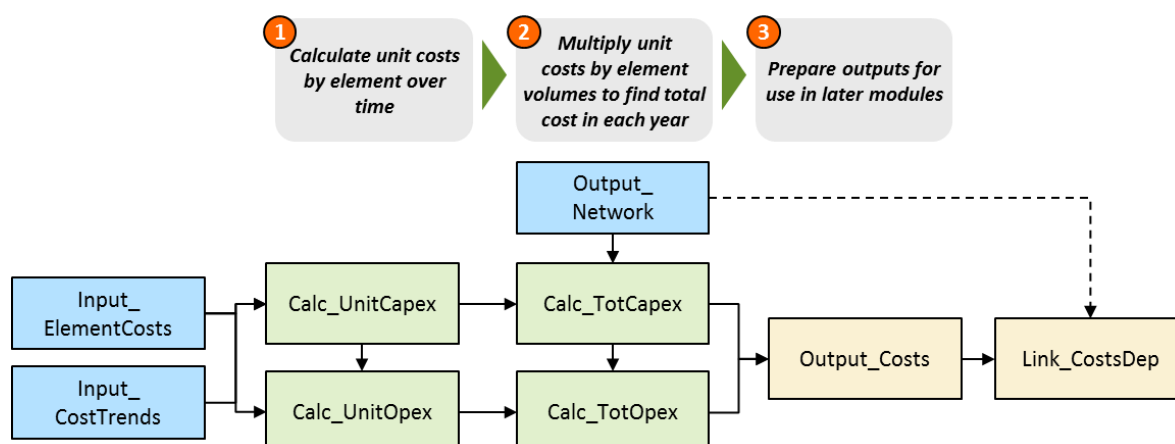 1
Calculate unit costs
by element over
time
2
Multiply unit
costs by element
volumes to find total
cost in each year
3
Prepare outputs for
use in later modules
Output_
Network
Input_
ElementCosts
Calc_UnitCapex
Calc_TotCapex
Output_Costs
Link_CostsDep
Input_
CostTrends
Calc_UnitOpex
Calc_TotOpex